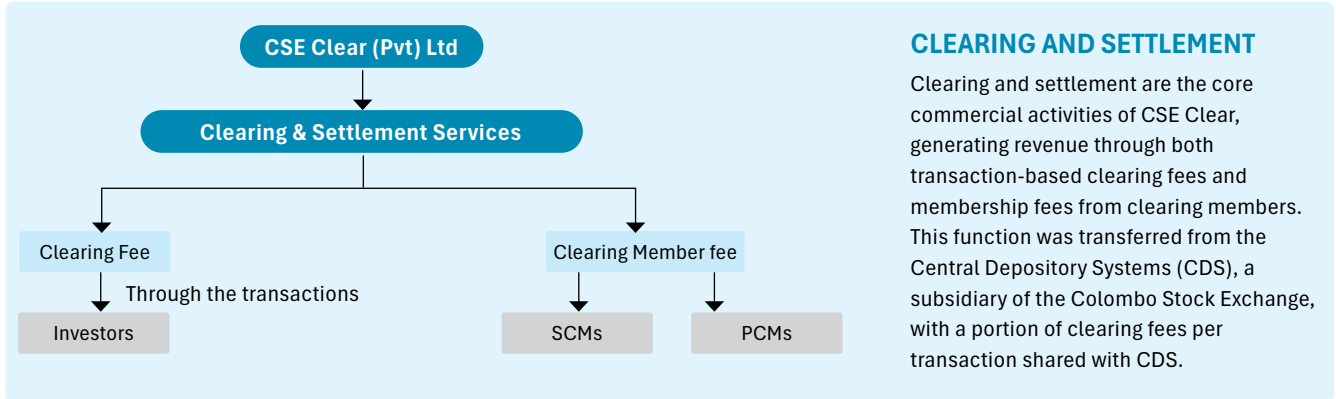 CSE Clear (Pvt) Ltd
Clearing & Settlement Services
Clearing Fee
Clearing Member fee
Through the transactions
Investors
SCMs
PCMs
CLEARING AND SETTLEMENT
Clearing and settlement are the core
commercial activities of CSE Clear,
generating revenue through both
transaction-based clearing fees and
membership fees from clearing members.
This function was transferred from the
Central Depository Systems (CDS), a
subsidiary of the Colombo Stock Exchange,
with a portion of clearing fees per
transaction shared with CDS.